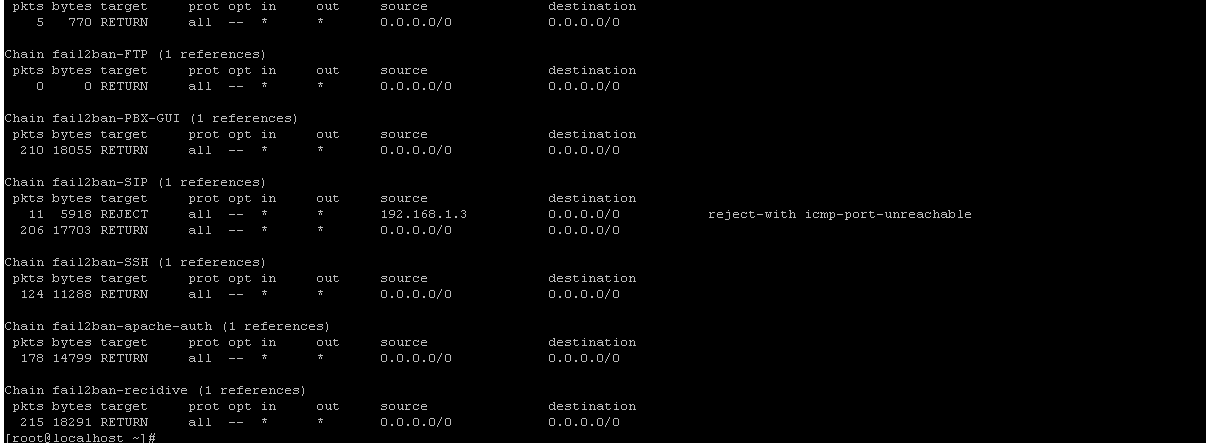 pkts bytes target prot opt in out source destination
5 770 RETURN all -- * * 0.0.0.0/0 0.0.0.0/0
Chain fail2ban-FTP (1 references)
pkts bytes target prot opt in out source destination
0 0 RETURN all -- * * 0.0.0.0/0 0.0.0.0/0
Chain fail2ban-PBX-GUI (1 references)
pkts bytes target prot opt in out source destination
210 18055 RETURN all -- * * 0.0.0.0/0 0.0.0.0/0
Chain fail2ban-SIP (1 references)
pkts bytes target prot opt in out source destination
11 5918 REJECT all -- * * 192.168.1.3 0.0.0.0/0 reject-with icmp-port-unreachable
206 17703 RETURN all -- * * 0.0.0.0/0 0.0.0.0/0
Chain fail2ban-SSH (1 references)
pkts bytes target prot opt in out source destination
124 11288 RETURN all -- * * 0.0.0.0/0 0.0.0.0/0
Chain fail2ban-apache-auth (1 references)
pkts bytes target prot opt in out source destination
178 14799 RETURN all -- * * 0.0.0.0/0 0.0.0.0/0
Chain fail2ban-recidive (1 references)
pkts bytes target prot opt in out source destination
215 18291 RETURN all -- * * 0.0.0.0/0 0.0.0.0/0
[root@localhost ~]#